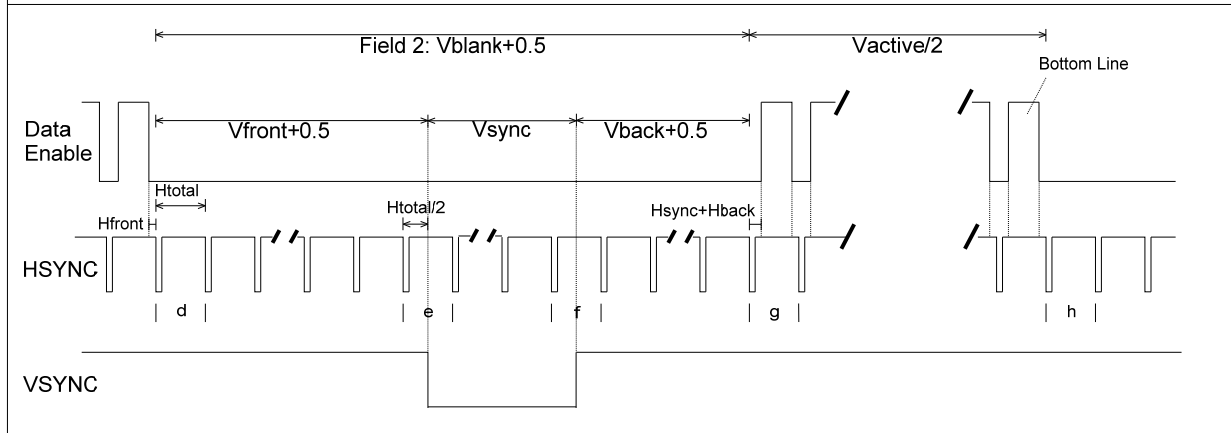 Field 2: Vblank+0.5
Vactive/2
Bottom Line
Data
Enable
Vfront+0.5
Vsync
Vback+0.5
Htotal
Hfront
Htotal/2
Hsync+Hback
HSYNC
d
e
f
g
h
VSYNC